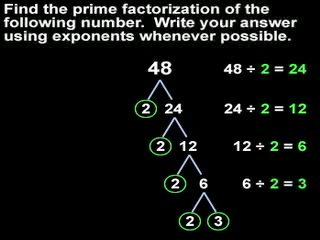 Find the prime factorization of the
following number.  Write your answer
using exponents whenever possible.
48 48 ÷ 2 = 24
2 24 24 ÷ 2 = 12
2 12 12 ÷ 2 = 6
2 6 6 ÷ 2 = 3
2 3